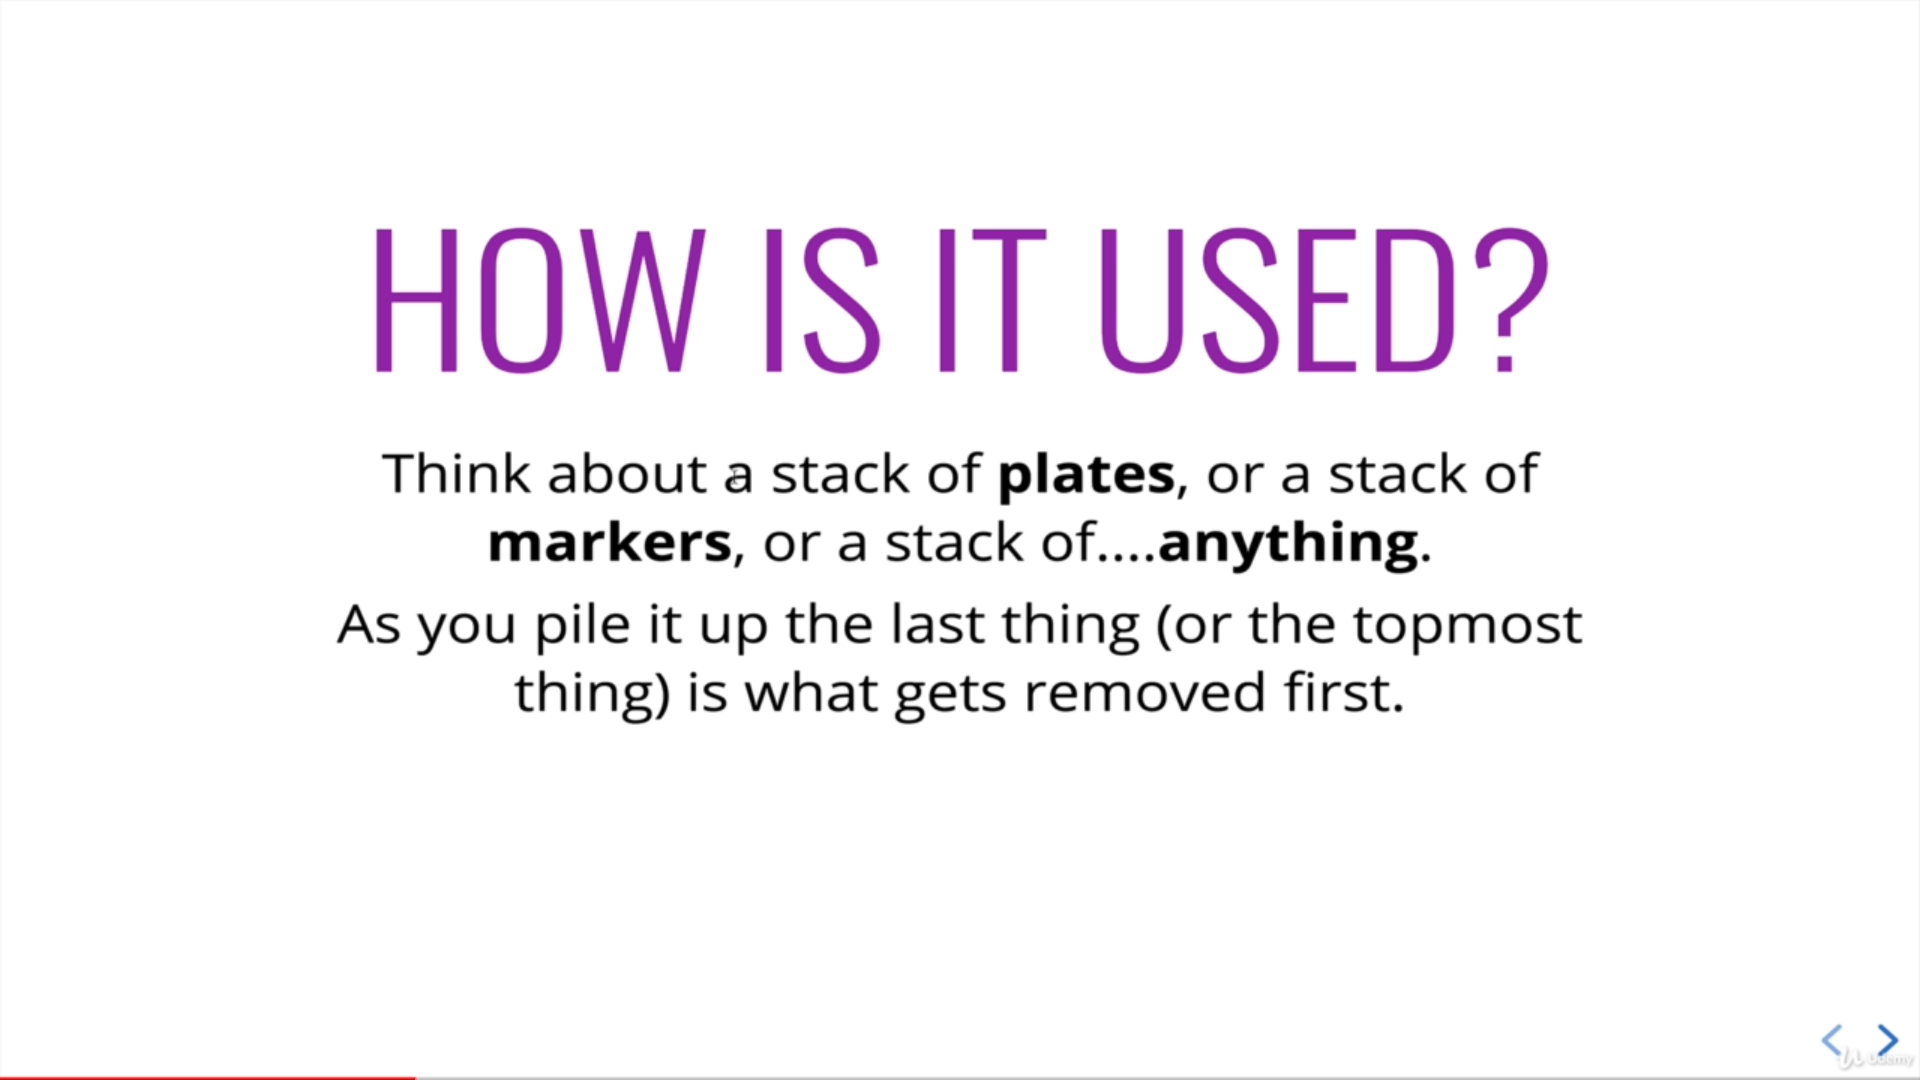 HOW IS IT USED?
Think about a stack of plates, or a stack of
markers, or a stack of....anything.
As you pile it up the last thing (or the topmost
thing) is what gets removed first.
Udemy